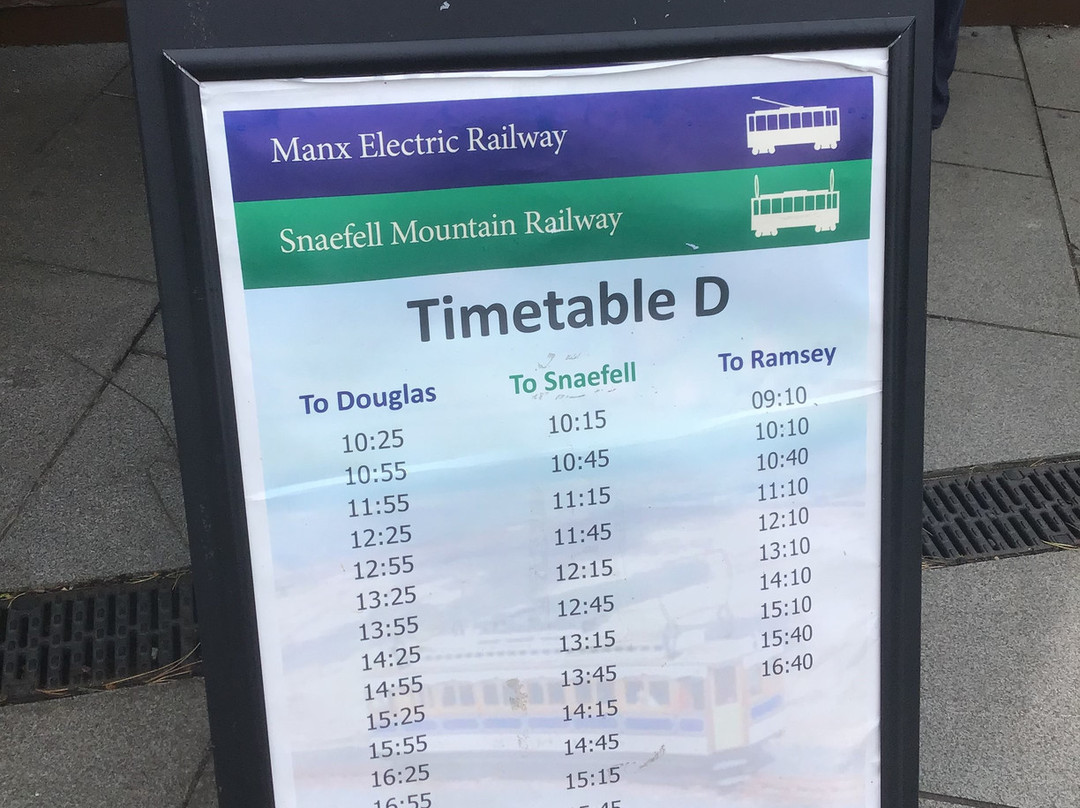 Manx Electric Railway
Snaefell Mountain Railway
Timetable D
To Douglas To Snaefell To Ramsey
10:25 10:15 09:10
10:55 10:45 10:10
11:55 11:15 10:40
12:25 11:45 11:10
12:55 12:15 12:10
13:25 12:45 13:10
13:55 13:15 14:10
14:25 13:45 15:10
14:55 14:15 15:40
15:25 14:45 16:40
15:55 15:15
16:25
16:55